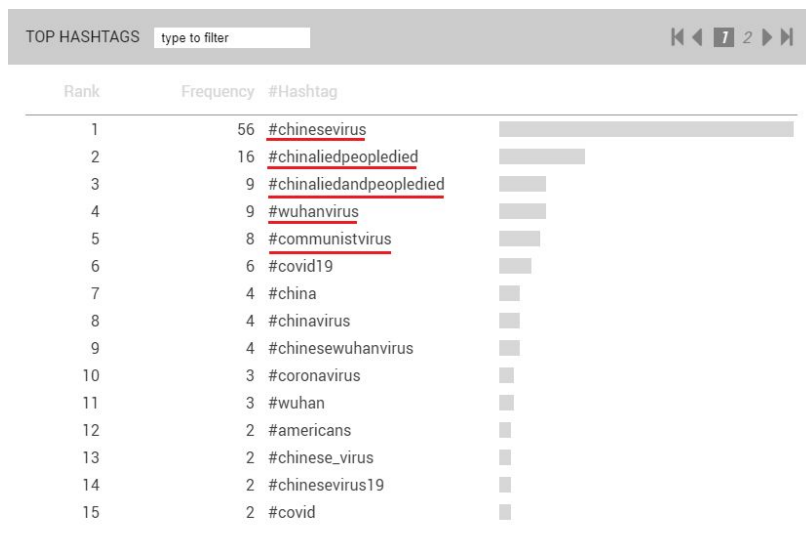 TOP HASHTAGS type to filter 1 2
Rank Frequency #Hashtag
1 56 #chinesevirus
2 16 #chinaliedpeopledied
3 9 #chinaliedandpeopledied
4 9 #wuhanvirus
5 8 #communistvirus
6 6 #covid19
7 4 #china
8 4 #chinavirus
9 4 #chinesewuhanvirus
10 3 #coronavirus
11 3 #wuhan
12 2 #americans
13 2 #chinese_virus
14 2 #chinesevirus19
15 2 #covid